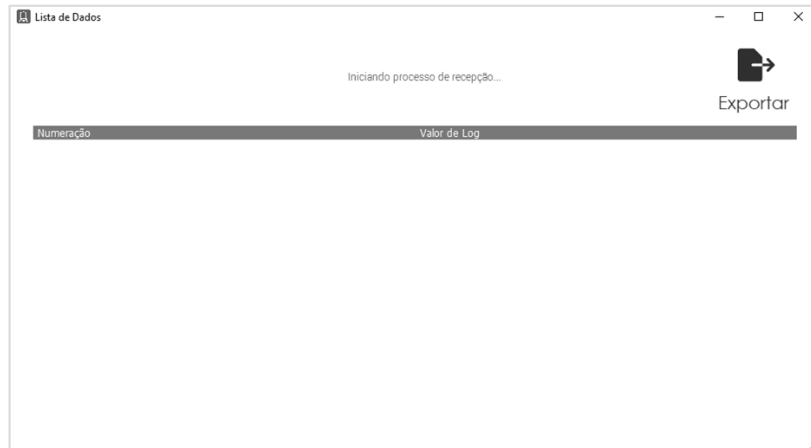 Lista de Dados
Iniciando processo de recepção...
Exportar
Numeração Valor de Log